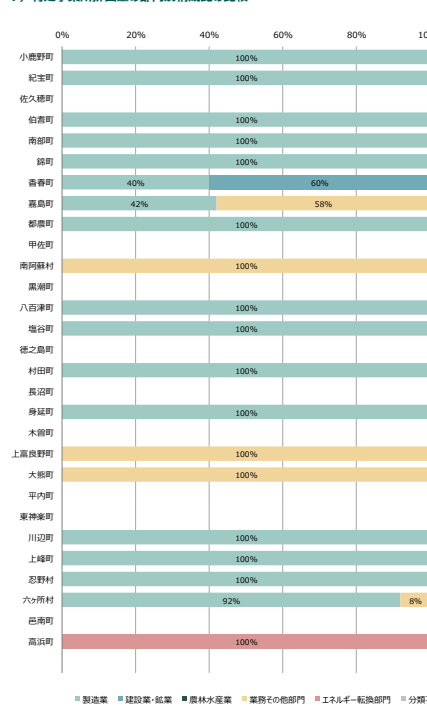 0% 20% 40% 60% 80%
小鹿野町 100%
紀宝町 100%
佐久穂町
伯耆町 100%
南部町 100%
錦町 100%
香春町 40% 60%
嘉島町 42% 58%
都農町 100%
甲佐町
南阿蘇村 100%
黒潮町
八百津町 100%
塩谷町 100%
徳之島町
村田町 100%
長沼町
身延町 100%
木曽町
上富良野町 100%
大熊町 100%
平内町
東神楽町
川辺町 100%
上峰町 100%
忍野村 100%
六ケ所村 92% 8%
邑南町
高浜町 100%
製造業 建設業・鉱業 農林水産業 業務その他部門 エネルギー転換部門